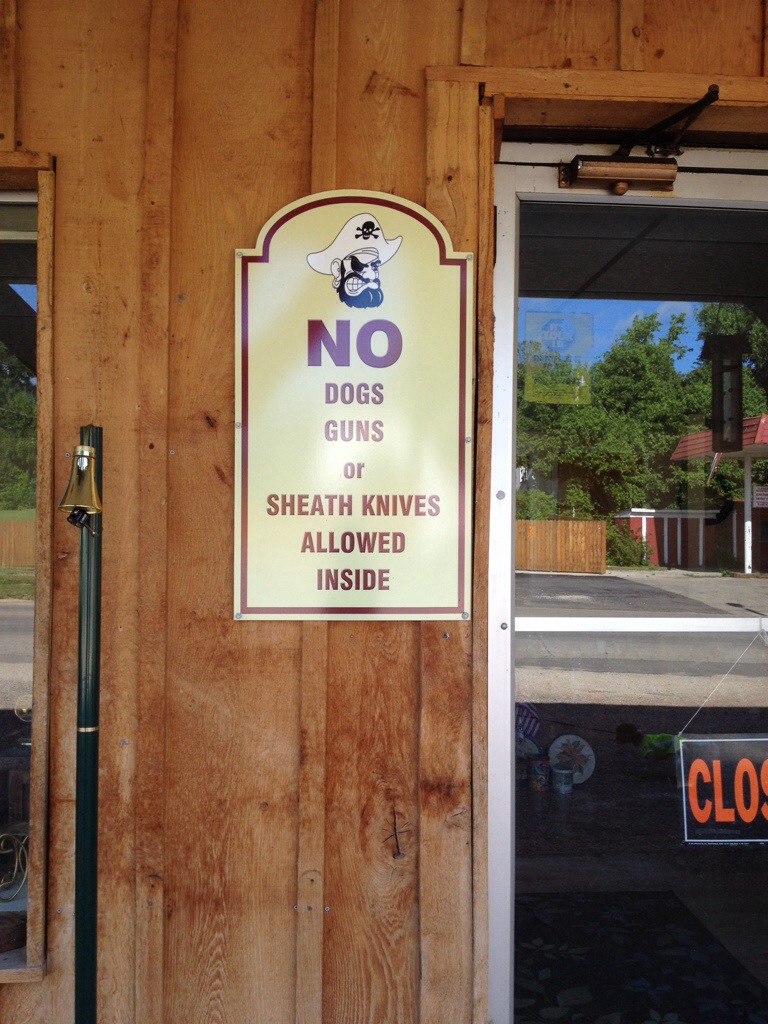 NO
DOGS
GUNS
or
SHEATH KNIVES
ALLOWED
INSIDE
CLOS